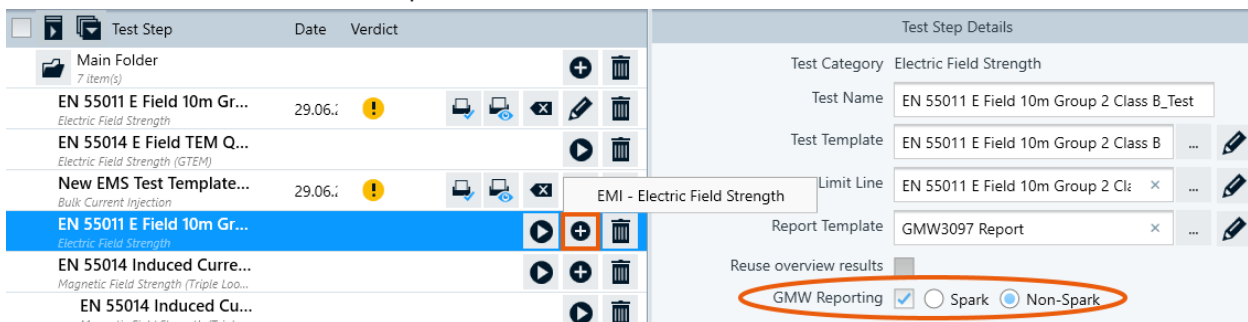 Test Step Date Verdict
Main Folder
7 item(s)
EN 55011 E Field 10m Gr...
Electric Field Strength
29.06.2
EN 55014 E Field TEM Q...
Electric Field Strength (GTEM)
New EMS Test Template...
Bulk Current Injection
29.06.2
EMI - Electric Field Strength
EN 55011 E Field 10m Gr...
Electric Field Strength
EN 55014 Induced Curre...
Magnetic Field Strength (Triple Loo...
EN 55014 Induced Cu...
Test Step Details
Test Category Electric Field Strength
Test Name EN 55011 E Field 10m Group 2 Class B_Test
Test Template EN 55011 E Field 10m Group 2 Class B ...
Limit Line EN 55011 E Field 10m Group 2 Cla × ...
Report Template GMW3097 Report × ...
Reuse overview results
GMW Reporting Spark Non-Spark